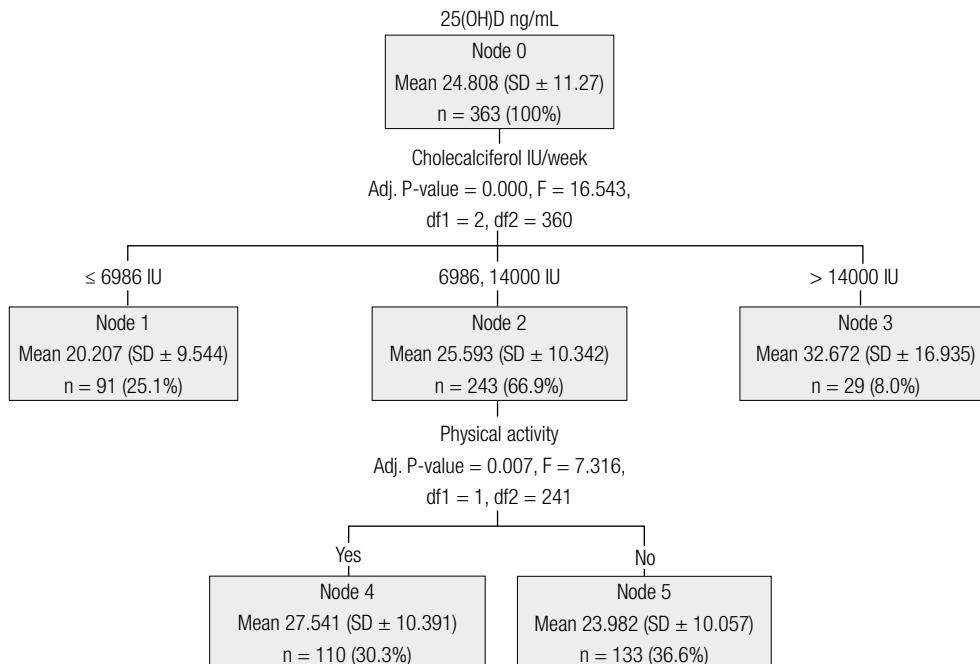 25(OH)D ng/mL
Node 0
Mean 24.808 (SD ± 11.27)
n = 363 (100%)
Cholecalciferol IU/week
Adj. P-value = 0.000, F = 16.543,
df1 = 2, df2 = 360
≤ 6986 IU
6986, 14000 IU
> 14000 IU
Node 1
Mean 20.207 (SD ± 9.544)
n = 91 (25.1%)
Node 2
Mean 25.593 (SD ± 10.342)
n = 243 (66.9%)
Node 3
Mean 32.672 (SD ± 16.935)
n = 29 (8.0%)
Physical activity
Adj. P-value = 0.007, F = 7.316,
df1 = 1, df2 = 241
Yes
No
Node 4
Mean 27.541 (SD ± 10.391)
n = 110 (30.3%)
Node 5
Mean 23.982 (SD ± 10.057)
n = 133 (36.6%)